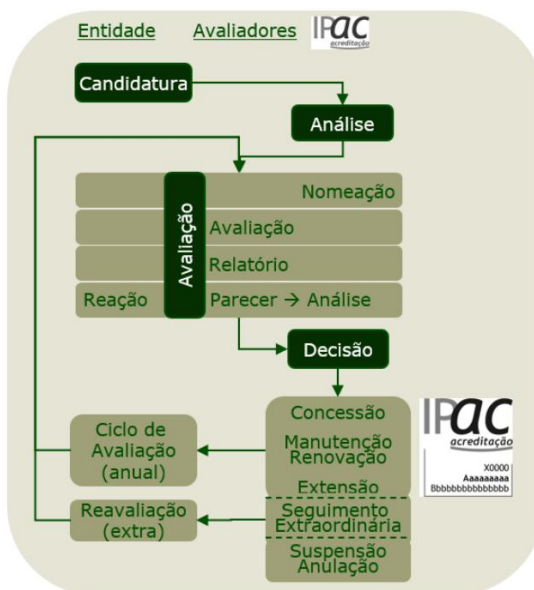 Entidade Avaliadores IPac
acreditação
Candidatura
Análise
Avaliação
Nomeação
Avaliação
Relatório
Reação Parecer → Análise
Decisão
Concessão
Manutenção
Renovação
Extensão
Seguimento
Extraordinária
Suspensão
Anulação
Ciclo de
Avaliação
(anual)
Reavaliação
(extra)
IPac
acreditação
X0000
Aaaaaaaaa
Bbbbbbbbbbbbbbb